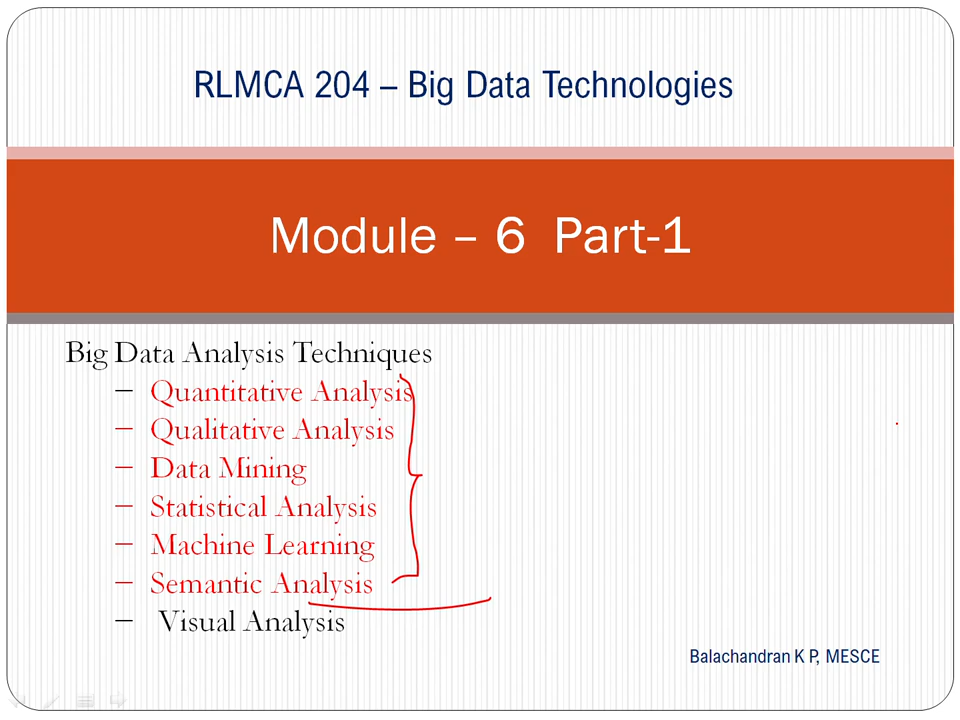 RLMCA 204 – Big Data Technologies
Module – 6 Part-1
Big Data Analysis Techniques
– Quantitative Analysis
– Qualitative Analysis
– Data Mining
– Statistical Analysis
– Machine Learning
– Semantic Analysis
– Visual Analysis
Balachandran K P, MESCE